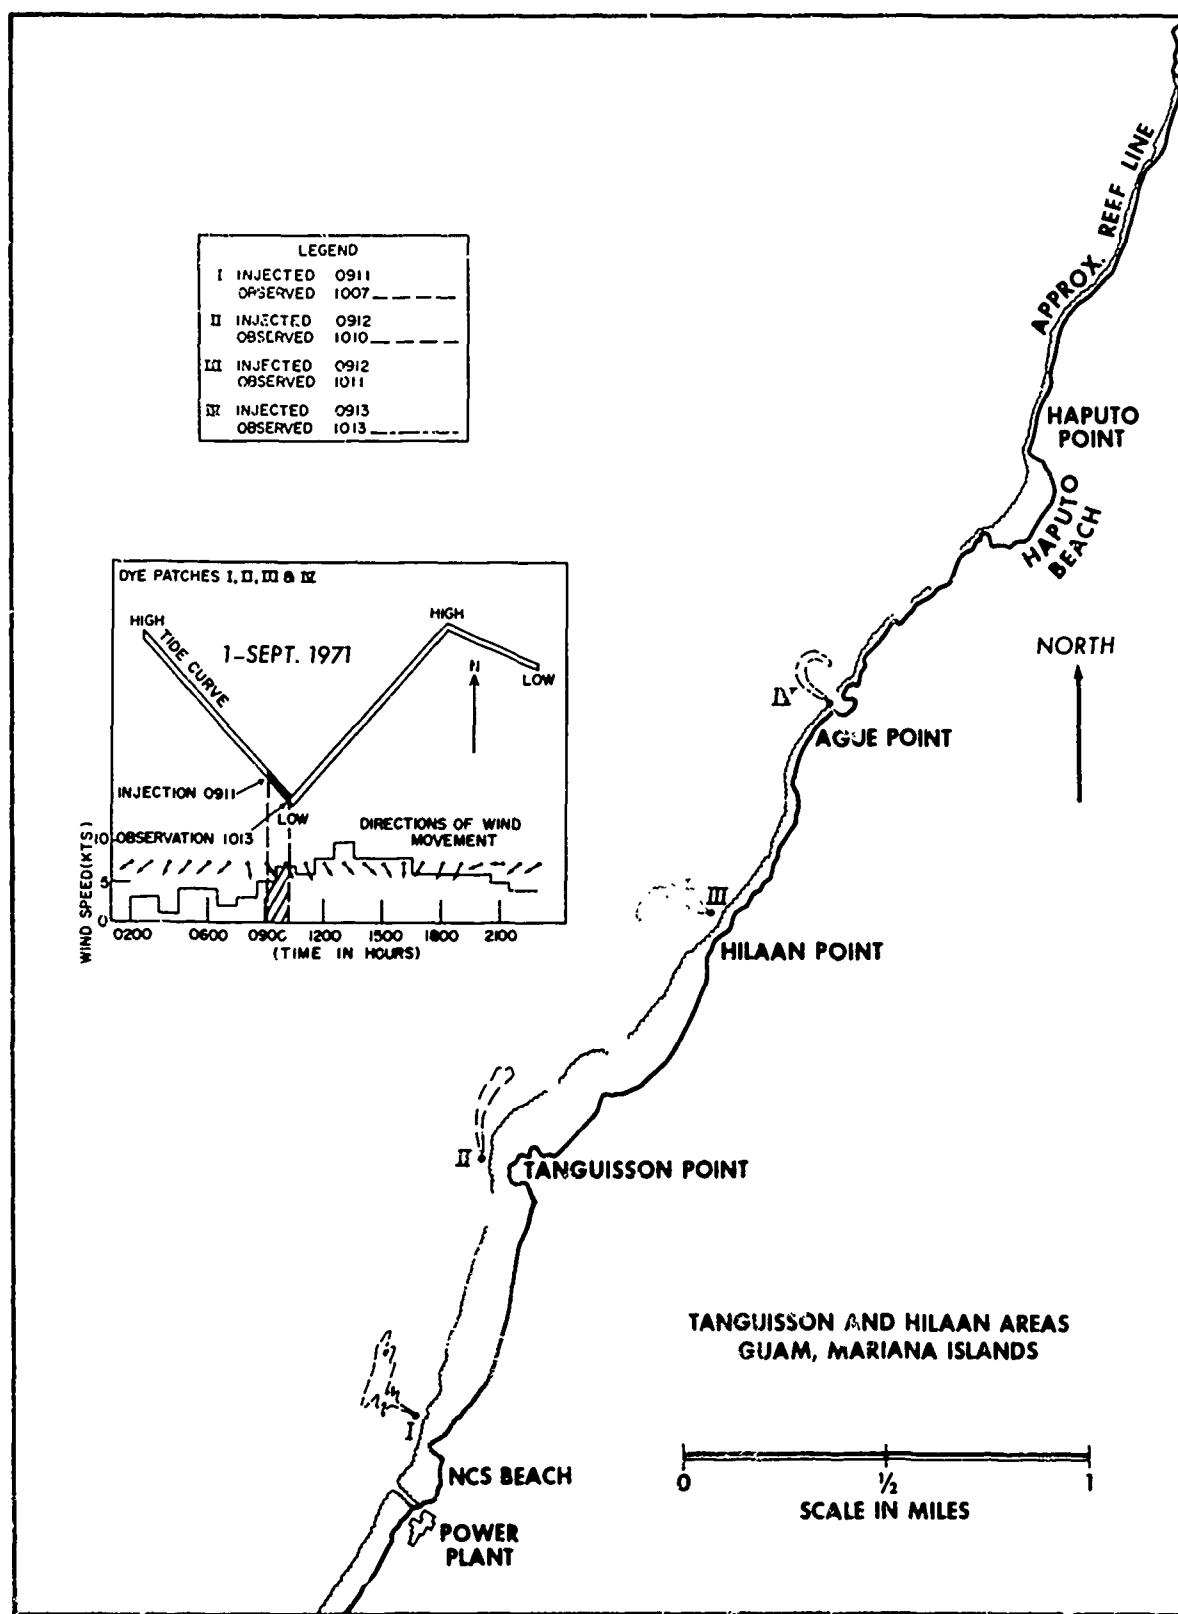 LEGEND
I INJECTED 0911
OBSERVED 1007
II INJECTED 0912
OBSERVED 1010
III INJECTED 0912
OBSERVED 1011
IV INJECTED 0913
OBSERVED 1013
APPROX. REEF LINE
HAPUTO
POINT
HAPUTO
BEACH
DYE PATCHES I, II, III & IV
HIGH
TIDE CURVE
1-SEPT. 1971
HIGH
N
LOW
INJECTION 0911
LOW
OBSERVATION 1013
DIRECTIONS OF WIND
MOVEMENT
WIND SPEED (KTS)
10
5
0
0200 0600 0900 1200 1500 1800 2100
(TIME IN HOURS)
NORTH
IV
AGUE POINT
III
HILAAN POINT
II
TANGUISSON POINT
TANGUISSON AND HILAAN AREAS
GUAM, MARIANA ISLANDS
I
NCS BEACH
POWER
PLANT
0 ½ 1
SCALE IN MILES